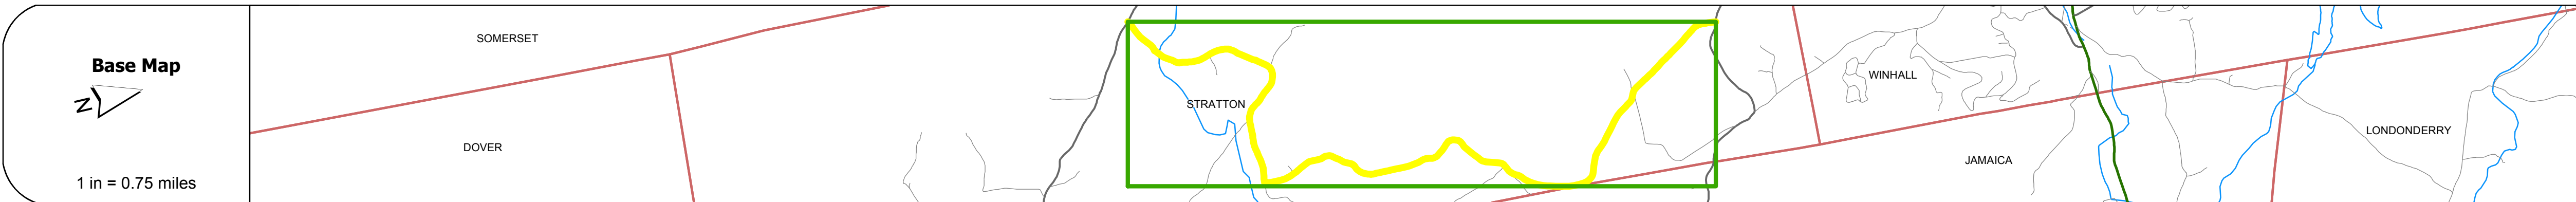 Base Map
N
1 in = 0.75 miles
SOMERSET
DOVER
STRATTON
WINHALL
JAMAICA
LONDONDERRY